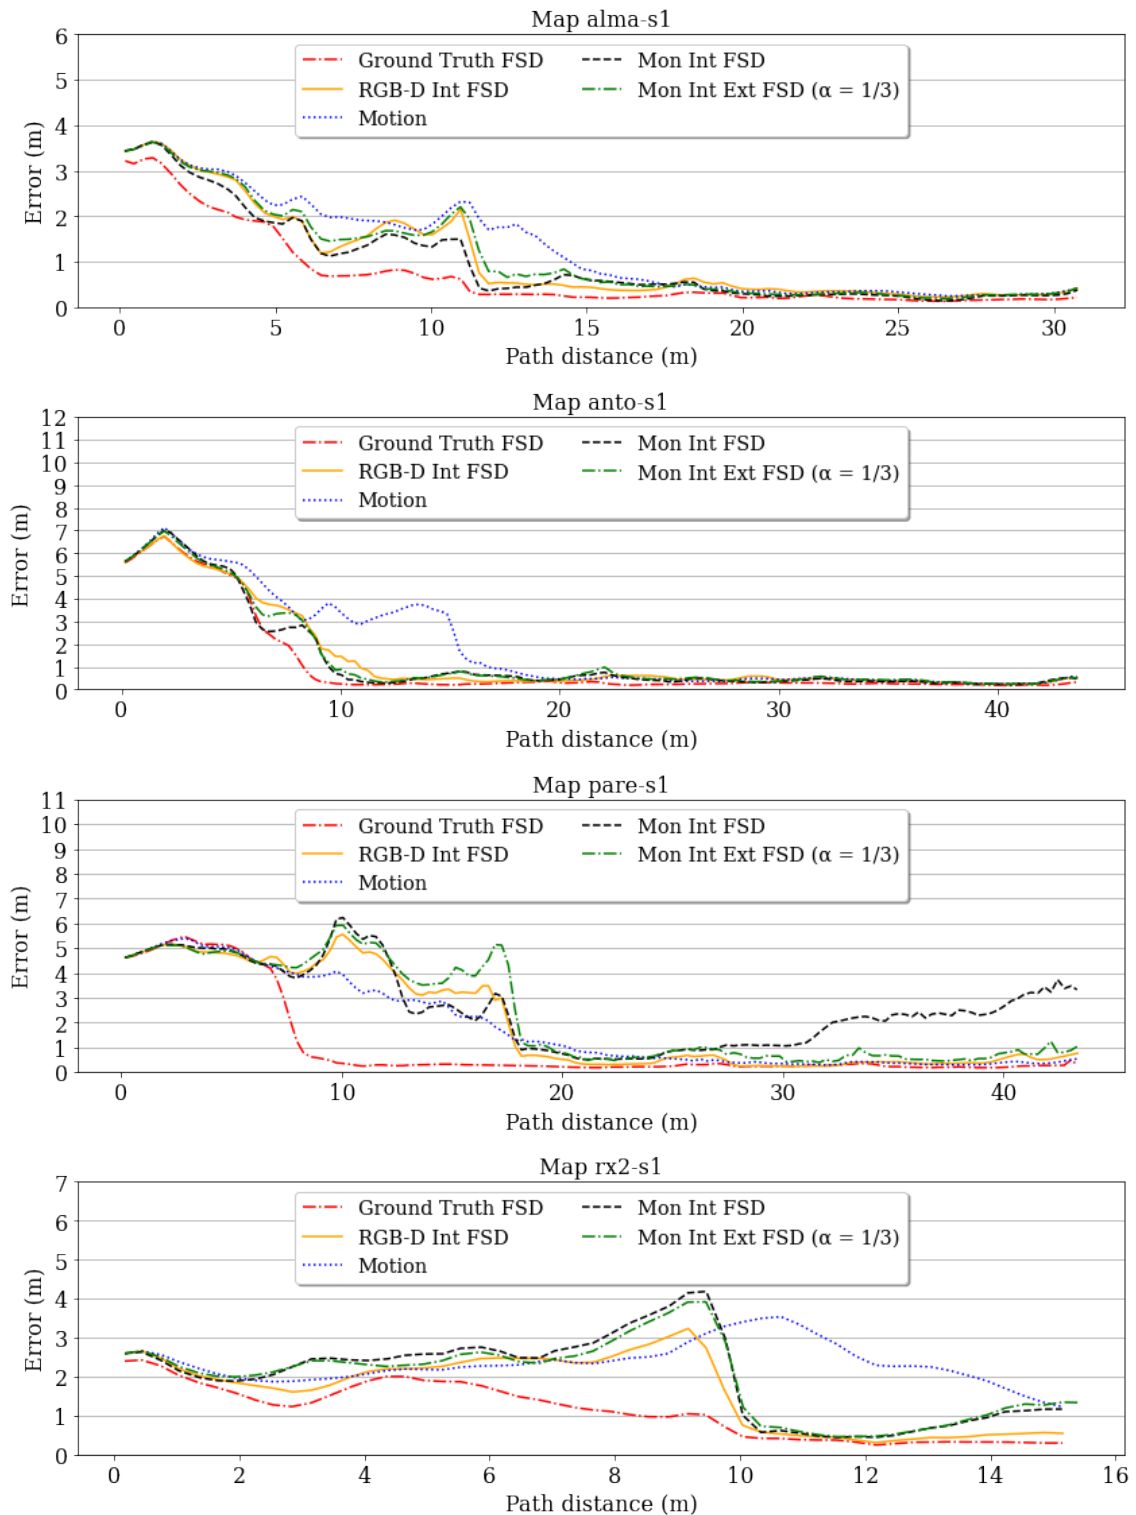 Map alma-s1
6
5
4
3
2
1
0
Error (m)
Ground Truth FSD
RGB-D Int FSD
Motion
Mon Int FSD
Mon Int Ext FSD (α = 1/3)
0 5 10 15 20 25 30
Path distance (m)
Map anto-s1
12
11
10
9
8
7
6
5
4
3
2
1
0
Error (m)
Ground Truth FSD
RGB-D Int FSD
Motion
Mon Int FSD
Mon Int Ext FSD (α = 1/3)
0 10 20 30 40
Path distance (m)
Map pare-s1
11
10
9
8
7
6
5
4
3
2
1
0
Error (m)
Ground Truth FSD
RGB-D Int FSD
Motion
Mon Int FSD
Mon Int Ext FSD (α = 1/3)
0 10 20 30 40
Path distance (m)
Map rx2-s1
7
6
5
4
3
2
1
0
Error (m)
Ground Truth FSD
RGB-D Int FSD
Motion
Mon Int FSD
Mon Int Ext FSD (α = 1/3)
0 2 4 6 8 10 12 14 16
Path distance (m)